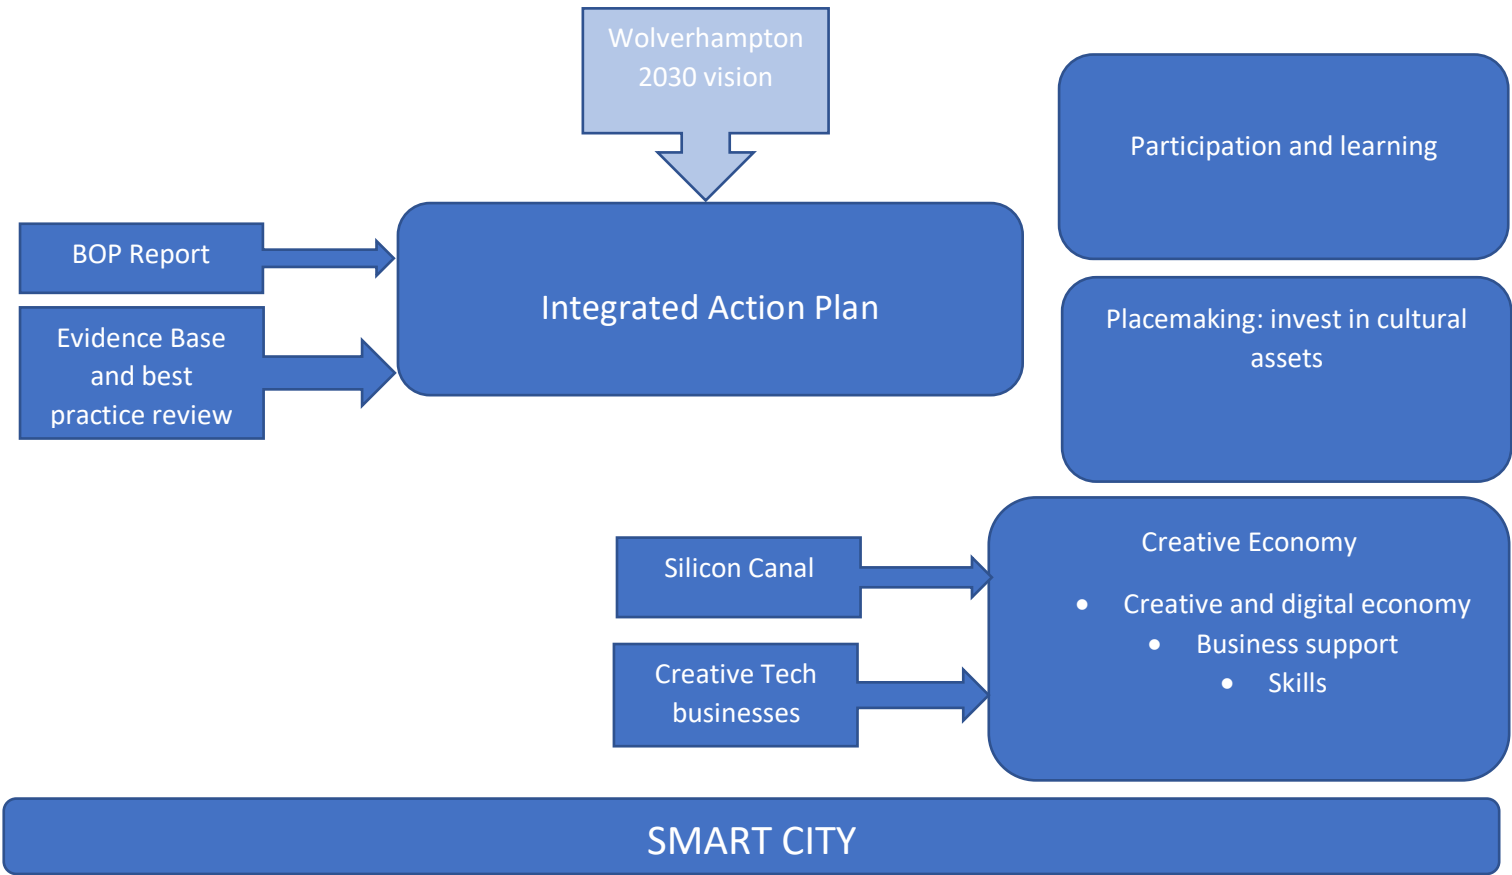 Wolverhampton
2030 vision
Participation and learning
BOP Report
Integrated Action Plan
Evidence Base
and best
practice review
Placemaking: invest in cultural
assets
Silicon Canal
Creative Economy
• Creative and digital economy
• Business support
• Skills
Creative Tech
businesses
SMART CITY